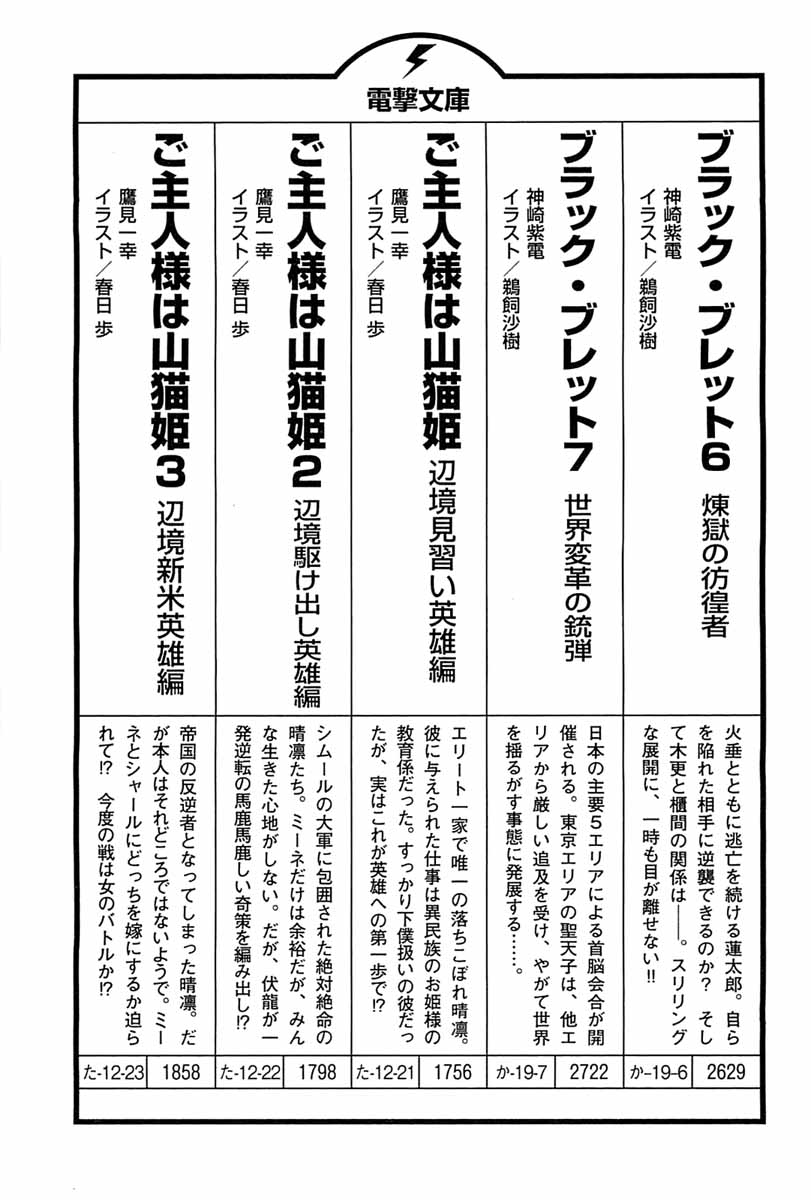 電撃文庫
ブラック・ブレット6 煉獄の彷徨者
神崎紫電
イラスト/鵜飼沙樹
火垂とともに逃亡を続ける蓮太郎。自ら
を陥れた相手に逆襲できるのか? そし
て木更と櫃間の関係は――。スリリング
な展開に、一時も目が離せない!!
か-19-6
2629
ブラック・ブレット7 世界変革の銃弾
神崎紫電
イラスト/鵜飼沙樹
日本の主要5エリアによる首脳会合が開
催される。東京エリアの聖天子は、他エ
リアから厳しい追及を受け、やがて世界
を揺るがす事態に発展する……。
か-19-7
2722
ご主人様は山猫姫 辺境見習い英雄編
鷹見一幸
イラスト/春日 歩
エリート一家で唯一の落ちこぼれ晴凛。
彼に与えられた仕事は異民族のお姫様の
教育係だった。すっかり下僕扱いの彼だっ
たが、実はこれが英雄への第一歩で!?
た-12-21
1756
ご主人様は山猫姫2 辺境駆け出し英雄編
鷹見一幸
イラスト/春日 歩
シムールの大軍に包囲された絶対絶命の
晴凛たち。ミーネだけは余裕だが、みん
な生きた心地がしない。だが、伏龍が一
発逆転の馬鹿馬鹿しい奇策を編み出し!?
た-12-22
1798
ご主人様は山猫姫3 辺境新米英雄編
鷹見一幸
イラスト/春日 歩
帝国の反逆者となってしまった晴凛。だ
が本人はそれどころではないようで。ミー
ネとシャールにどっちを嫁にするか迫ら
れて!? 今度の戦は女のバトルか!?
た-12-23
1858